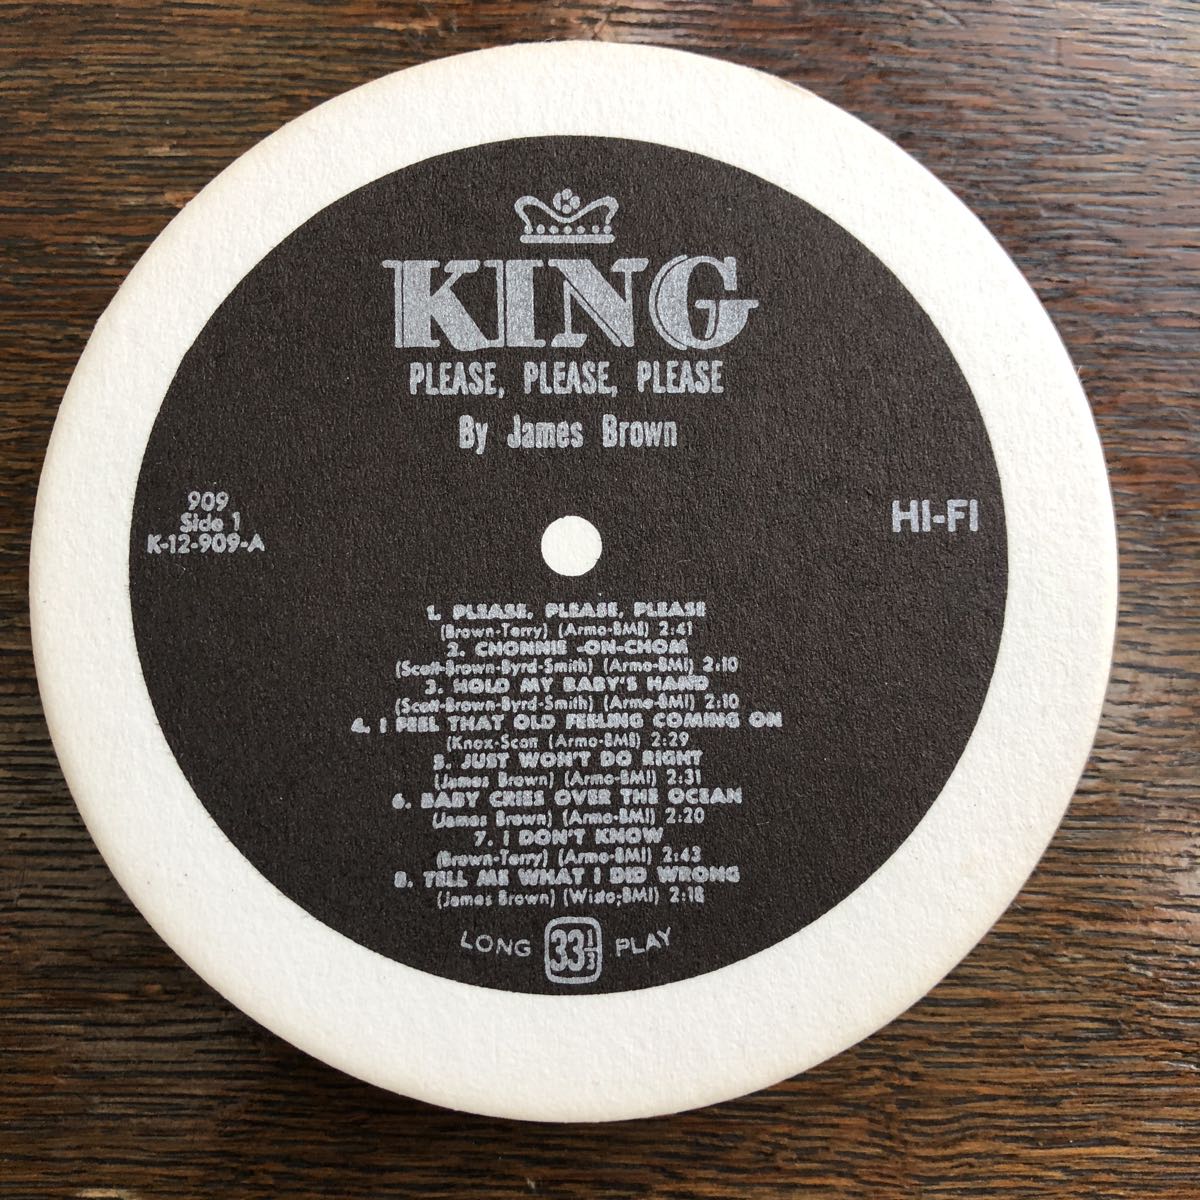 KING
PLEASE, PLEASE, PLEASE
By James Brown
909
Side 1
K-12-909-A
HI-FI
1. PLEASE, PLEASE, PLEASE
(Brown-Terry) (Armo-BMI) 2:41
2. CHONNIE -ON-CHOM
(Scott-Brown-Byrd-Smith) (Armo-BMI) 2:10
3. HOLD MY BABY'S HAND
(Scott-Brown-Byrd-Smith) (Armo-BMI) 2:10
4. I FEEL THAT OLD FEELING COMING ON
(Knox-Scott (Armo-BMI) 2:29
5. JUST WON'T DO RIGHT
(James Brown) (Armo-BMI) 2:31
6. BABY CRIES OVER THE OCEAN
(James Brown) (Armo-BMI) 2:20
7. I DON'T KNOW
(Brown-Terry) (Armo-BMI) 2:43
8. TELL ME WHAT I DID WRONG
(James Brown) (Wisto-BMI) 2:18
LONG 33 1/3 PLAY